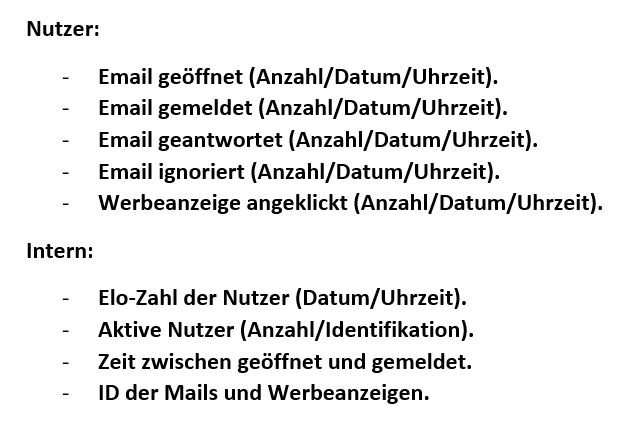 Nutzer:
- Email geöffnet (Anzahl/Datum/Uhrzeit).
- Email gemeldet (Anzahl/Datum/Uhrzeit).
- Email geantwortet (Anzahl/Datum/Uhrzeit).
- Email ignoriert (Anzahl/Datum/Uhrzeit).
- Werbeanzeige angeklickt (Anzahl/Datum/Uhrzeit).
Intern:
- Elo-Zahl der Nutzer (Datum/Uhrzeit).
- Aktive Nutzer (Anzahl/Identifikation).
- Zeit zwischen geöffnet und gemeldet.
- ID der Mails und Werbeanzeigen.